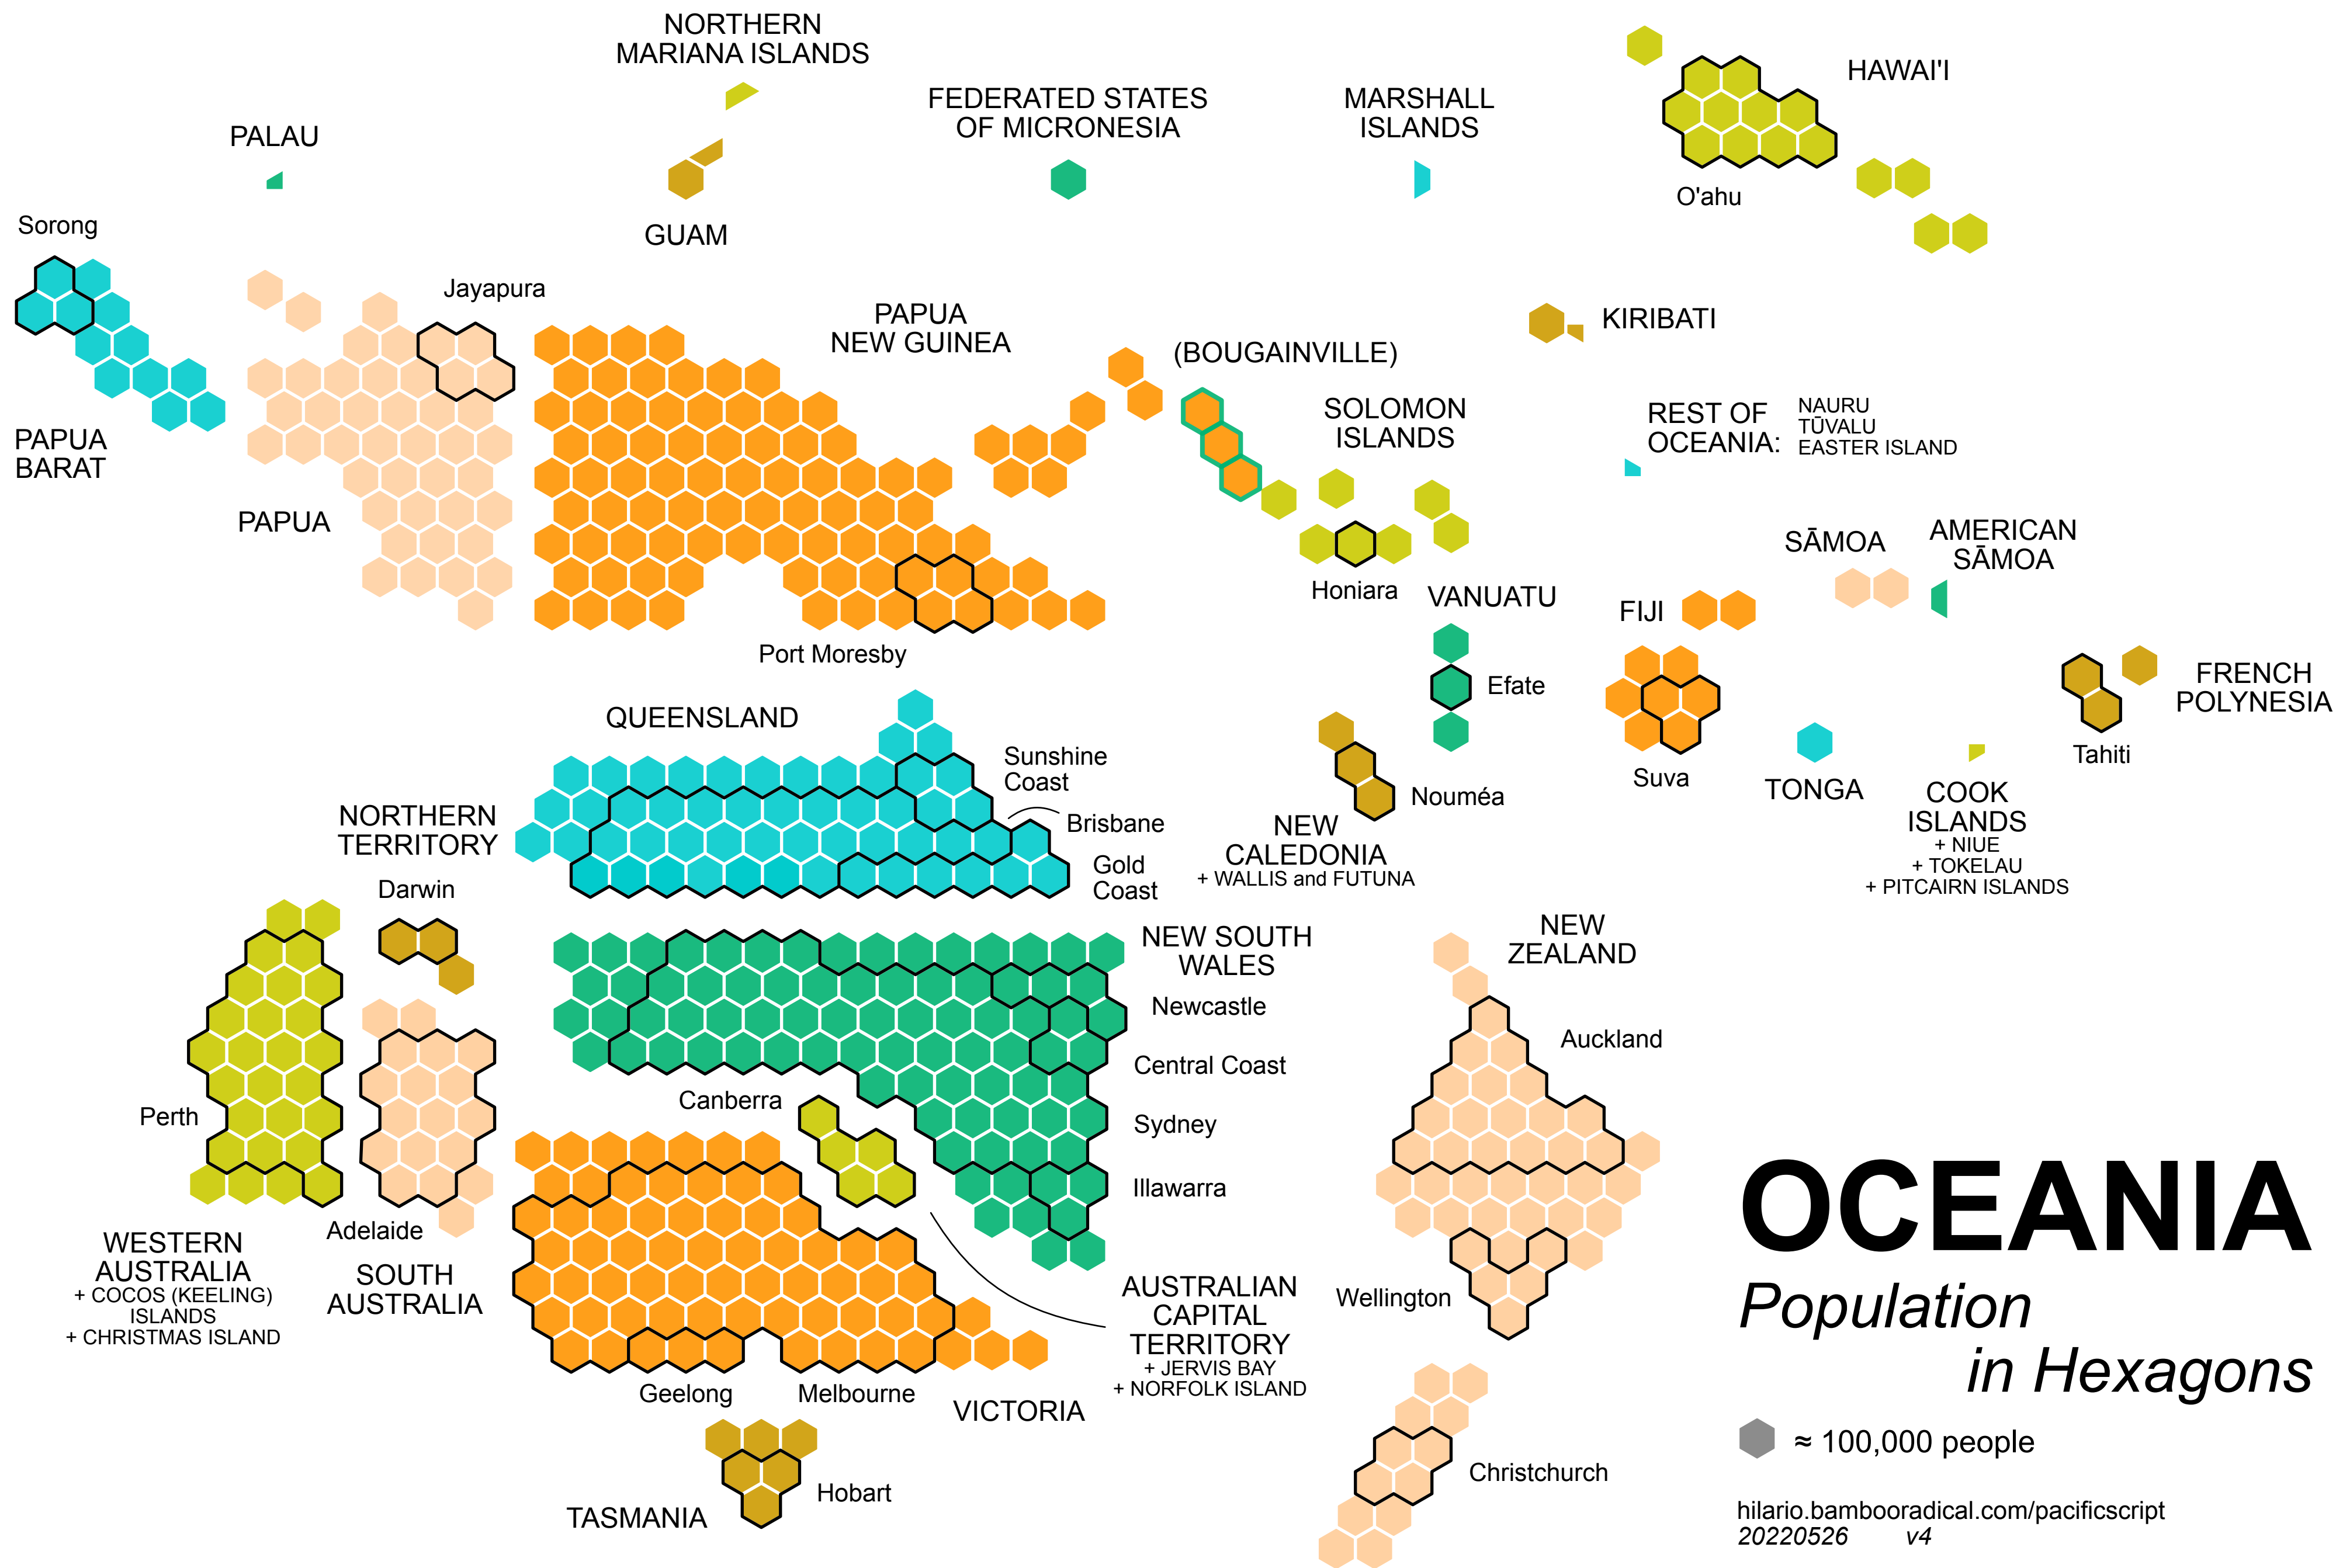 NORTHERN
MARIANA ISLANDS
HAWAI'I
FEDERATED STATES
OF MICRONESIA
MARSHALL
ISLANDS
PALAU
O'ahu
Sorong
GUAM
Jayapura
PAPUA
NEW GUINEA
KIRIBATI
(BOUGAINVILLE)
SOLOMON
ISLANDS
REST OF
OCEANIA:
NAURU
TŪVALU
EASTER ISLAND
PAPUA
BARAT
PAPUA
SĀMOA
AMERICAN
SĀMOA
Honiara
VANUATU
FIJI
Port Moresby
Efate
FRENCH
POLYNESIA
QUEENSLAND
Sunshine
Coast
Tahiti
Suva
TONGA
Nouméa
COOK
ISLANDS
+ NIUE
+ TOKELAU
+ PITCAIRN ISLANDS
NORTHERN
TERRITORY
Brisbane
NEW
CALEDONIA
+ WALLIS and FUTUNA
Gold
Coast
Darwin
NEW SOUTH
WALES
NEW
ZEALAND
Newcastle
Auckland
Central Coast
Canberra
Perth
Sydney
Illawarra
Adelaide
WESTERN
AUSTRALIA
+ COCOS (KEELING)
ISLANDS
+ CHRISTMAS ISLAND
SOUTH
AUSTRALIA
AUSTRALIAN
CAPITAL
TERRITORY
+ JERVIS BAY
+ NORFOLK ISLAND
Wellington
Geelong
Melbourne
VICTORIA
Christchurch
Hobart
TASMANIA
OCEANIA
Population
in Hexagons
≈ 100,000 people
hilario.bambooradical.com/pacificscript
20220526 v4